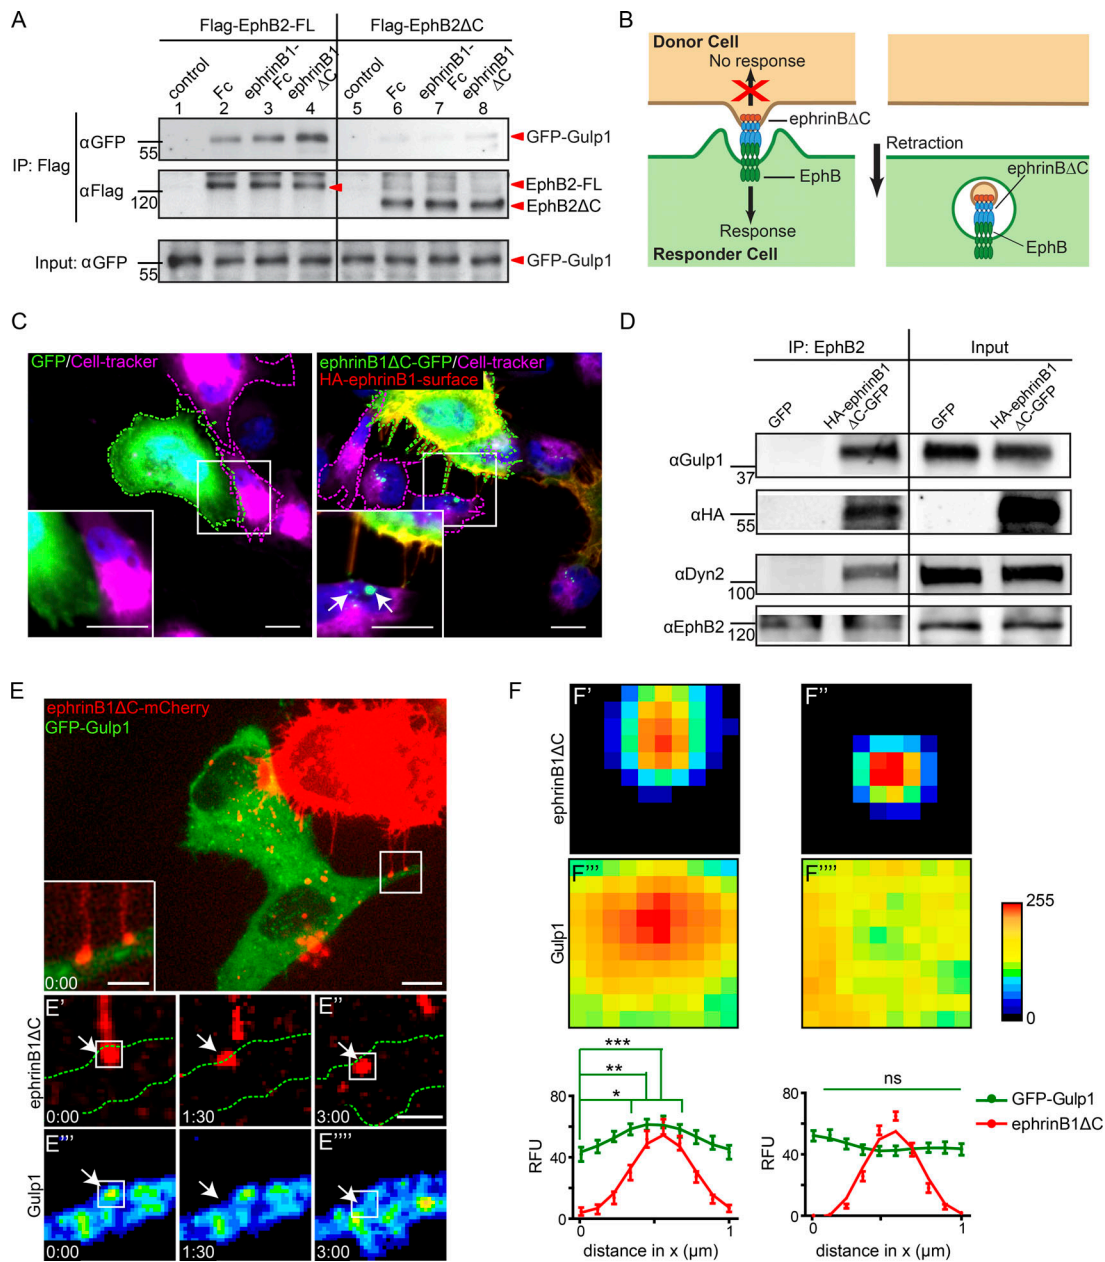 A
Flag-EphB2-FL
Flag-EphB2ΔC
control
Fc
ephrinB1-
Fc
ephrinB1
ΔC
control
Fc
ephrinB1-
Fc
ephrinB1
ΔC
1 2 3 4 5 6 7 8
IP: Flag
αGFP
55
GFP-Gulp1
αFlag
120
EphB2-FL
EphB2ΔC
Input: αGFP
55
GFP-Gulp1
B
Donor Cell
No response
ephrinBΔC
EphB
Response
Responder Cell
Retraction
ephrinBΔC
EphB
C
GFP/Cell-tracker
ephrinB1ΔC-GFP/Cell-tracker
HA-ephrinB1-surface
D
IP: EphB2
Input
GFP
HA-ephrinB1
ΔC-GFP
GFP
HA-ephrinB1
ΔC-GFP
αGulp1
37
αHA
55
αDyn2
100
αEphB2
120
E
ephrinB1ΔC-mCherry
GFP-Gulp1
0:00
ephrinB1ΔC
E'
0:00
1:30
E''
3:00
Gulp1
E'''
0:00
1:30
E''''
3:00
F
ephrinB1ΔC
F'
F''
Gulp1
F'''
F''''
255
0
***
**
*
RFU
80
40
0
0
1
distance in x (μm)
ns
RFU
80
40
0
0
1
distance in x (μm)
GFP-Gulp1
ephrinB1ΔC